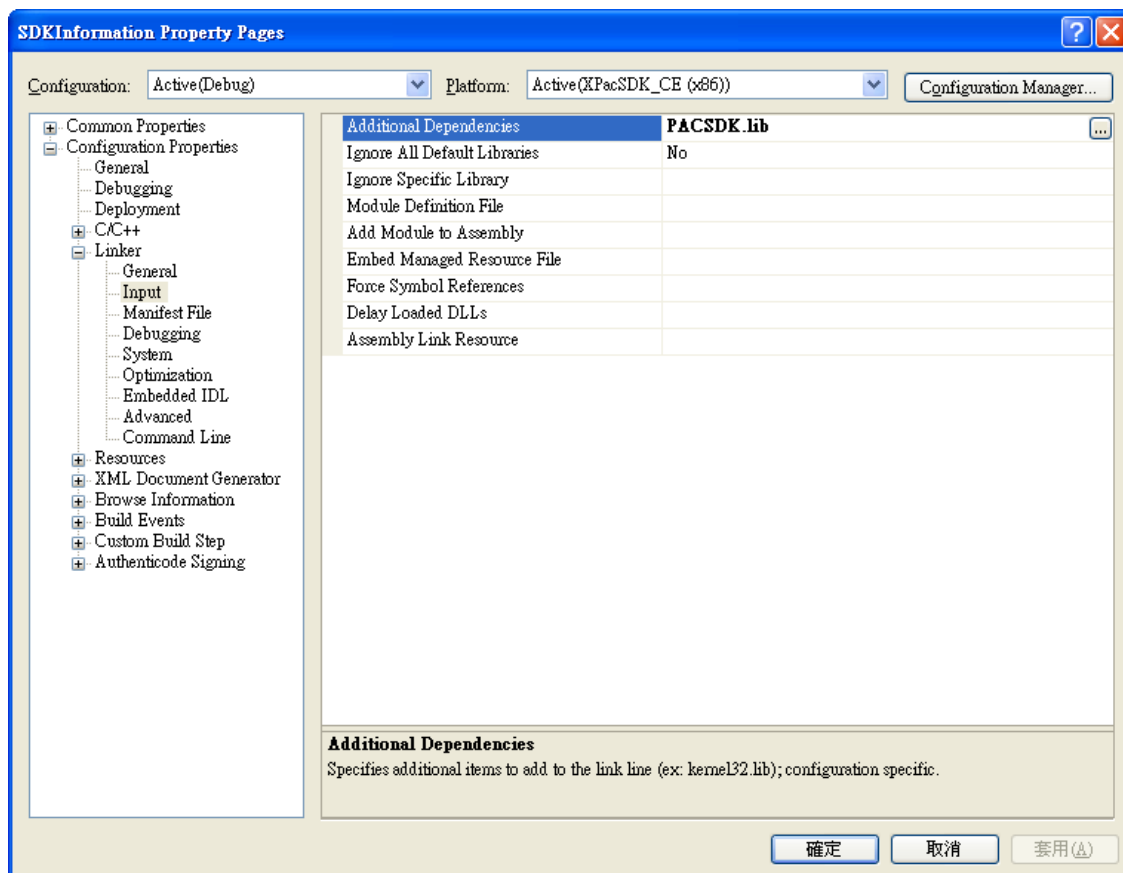 SDKInformation Property Pages
Configuration: Active(Debug) Platform: Active(XPacSDK_CE (x86)) Configuration Manager...
Common Properties
Configuration Properties
General
Debugging
Deployment
C/C++
Linker
General
Input
Manifest File
Debugging
System
Optimization
Embedded IDL
Advanced
Command Line
Resources
XML Document Generator
Browse Information
Build Events
Custom Build Step
Authenticode Signing
Additional Dependencies PACSDK.lib ...
Ignore All Default Libraries No
Ignore Specific Library
Module Definition File
Add Module to Assembly
Embed Managed Resource File
Force Symbol References
Delay Loaded DLLs
Assembly Link Resource
Additional Dependencies
Specifies additional items to add to the link line (ex: kernel32.lib); configuration specific.
確定 取消 套用(A)